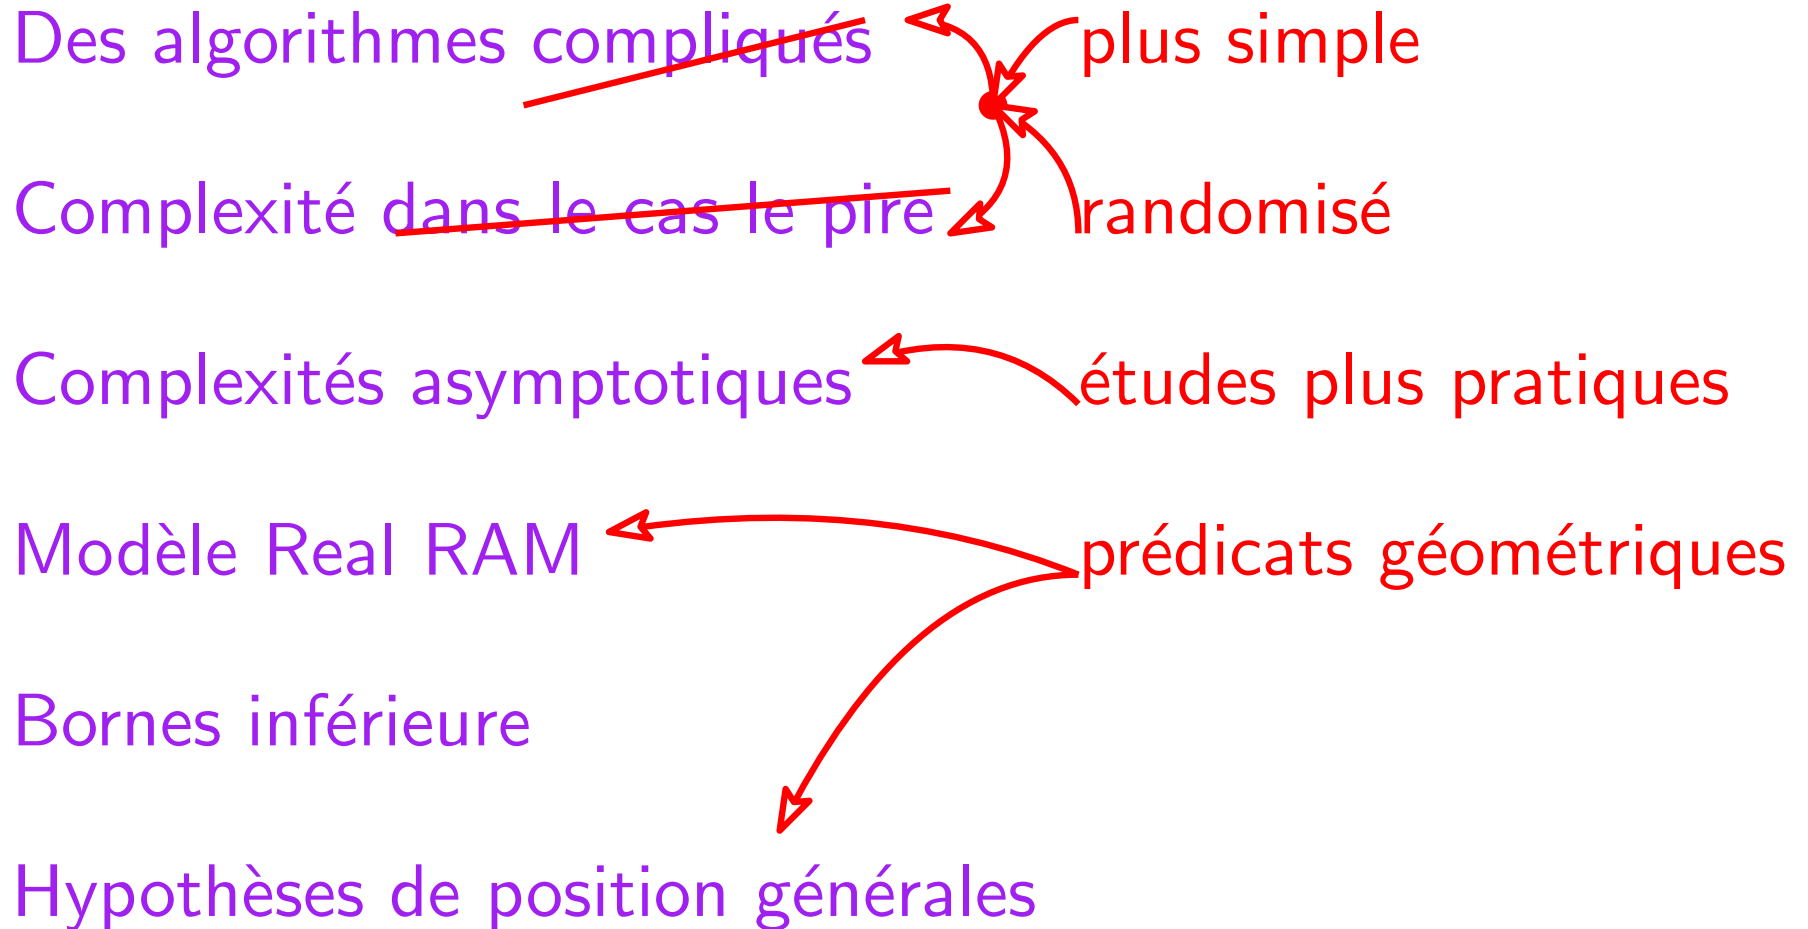 Des algorithmes compliqués plus simple
Complexité dans le cas le pire randomisé
Complexités asymptotiques études plus pratiques
Modèle Real RAM prédicats géométriques
Bornes inférieure
Hypothèses de position générales